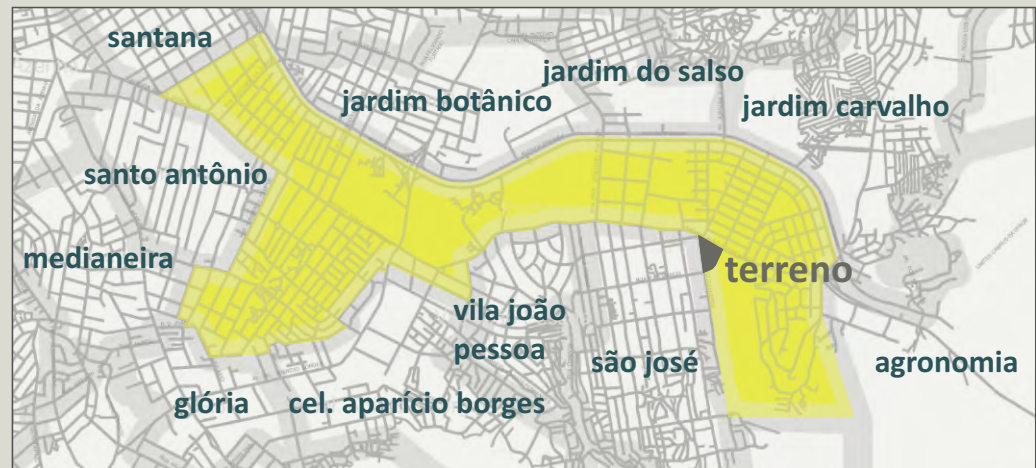 santana
jardim do salso
jardim botânico
jardim carvalho
santo antônio
medianeira
terreno
vila joão
pessoa
são josé
agronomia
glória
cel. aparício borges